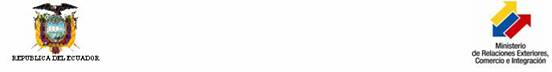 REPUBLICA DEL ECUADOR
Ministerio
de Relaciones Exteriores,
Comercio e Integración